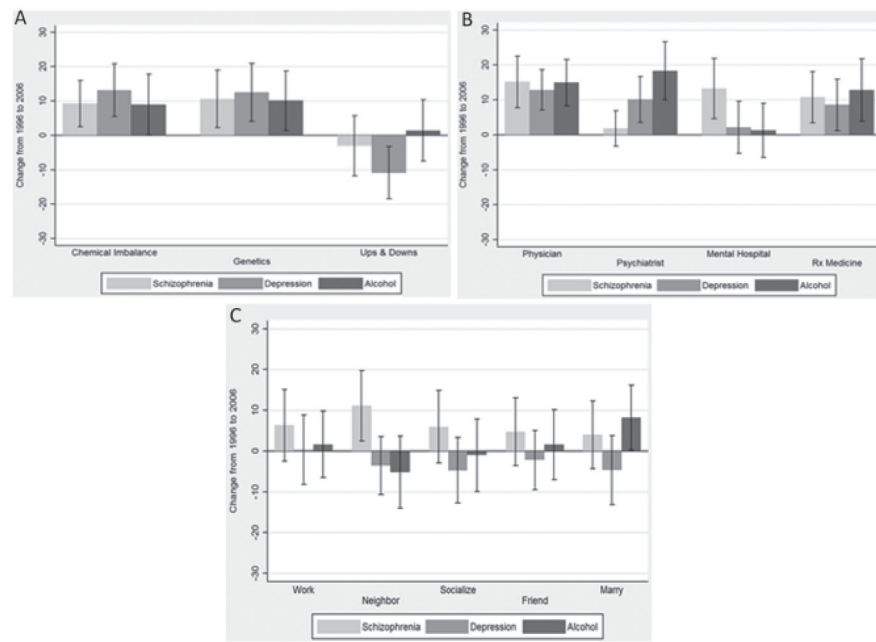 A
Change from 1996 to 2006
30
20
10
0
-10
-20
-30
Chemical Imbalance
Genetics
Ups & Downs
Schizophrenia
Depression
Alcohol
B
Change from 1996 to 2006
30
20
10
0
-10
-20
-30
Physician
Psychiatrist
Mental Hospital
Rx Medicine
Schizophrenia
Depression
Alcohol
C
Change from 1996 to 2006
30
20
10
0
-10
-20
-30
Work
Neighbor
Socialize
Friend
Marry
Schizophrenia
Depression
Alcohol